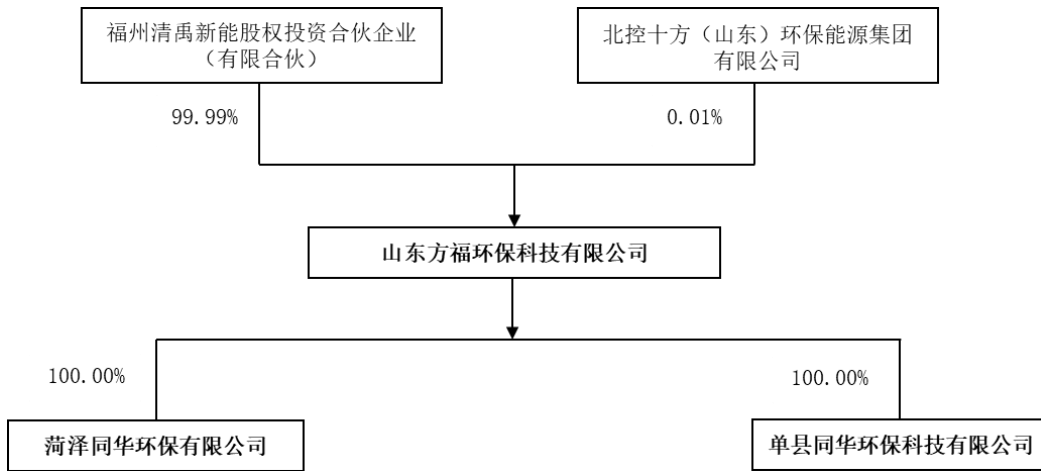 福州清禹新能股权投资合伙企业
（有限合伙）
北控十方（山东）环保能源集团
有限公司
99.99%
0.01%
山东方福环保科技有限公司
100.00%
100.00%
菏泽同华环保有限公司
单县同华环保科技有限公司